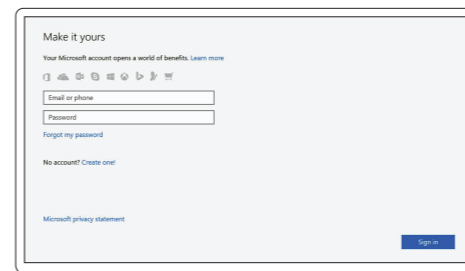 Make it yours
Your Microsoft account opens a world of benefits. Learn more
Email or phone
Password
Forgot my password
No account? Create one!
Microsoft privacy statement
Sign in